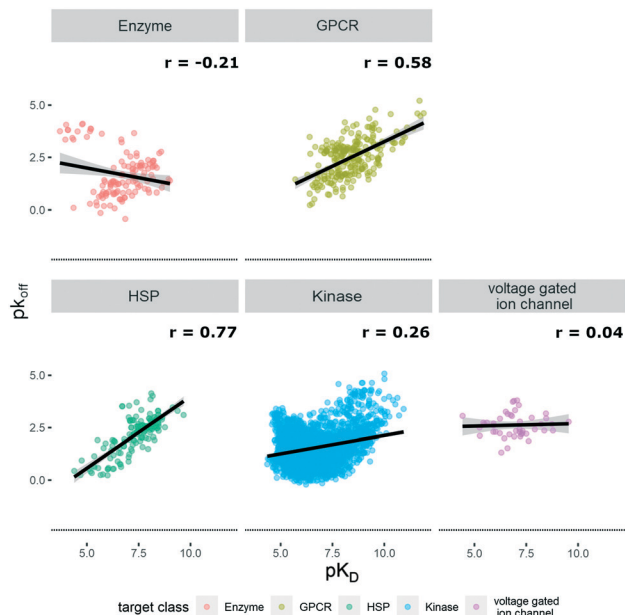 Enzyme GPCR
r = -0.21 r = 0.58
5.0
2.5
0.0
pk_off
HSP Kinase voltage gated
ion channel
r = 0.77 r = 0.26 r = 0.04
5.0
2.5
0.0
5.0 7.5 10.0 5.0 7.5 10.0 5.0 7.5 10.0
pK_D
target class Enzyme GPCR HSP Kinase voltage gated
ion channel